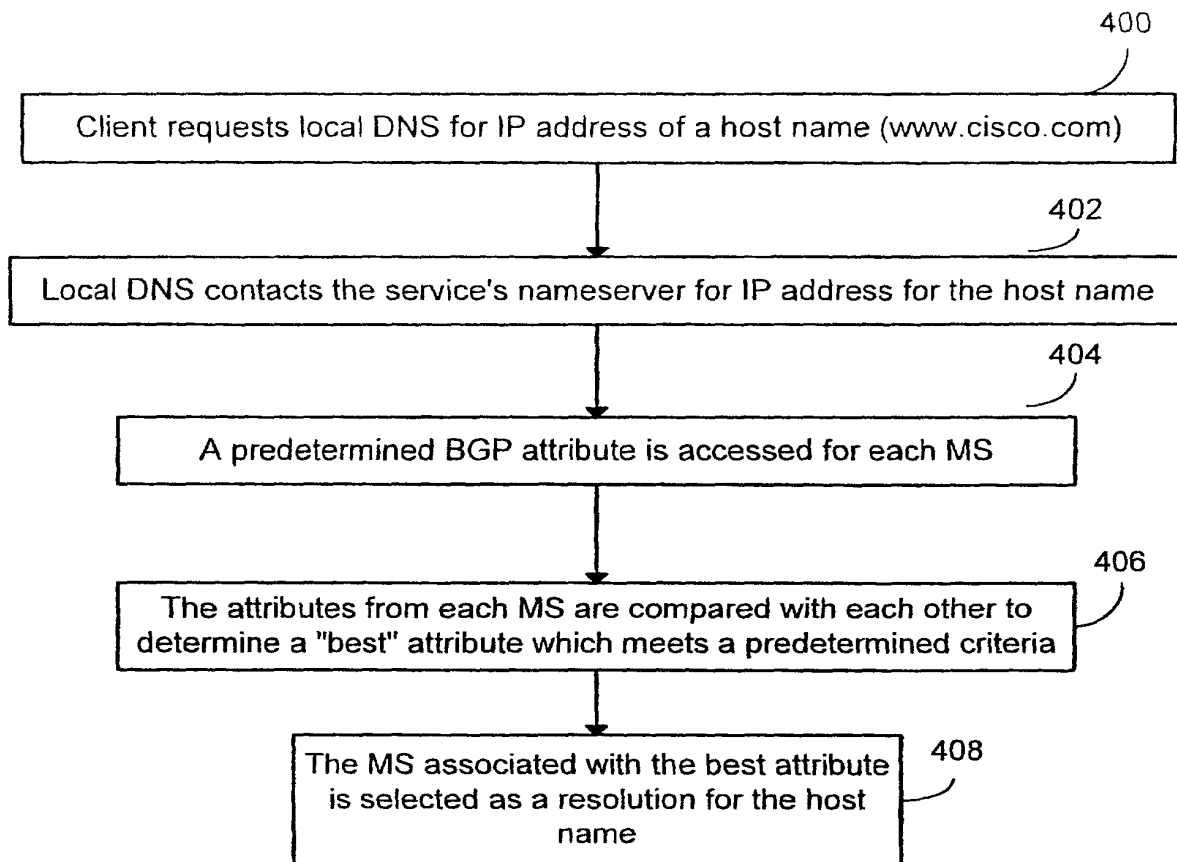 400
Client requests local DNS for IP address of a host name (www.cisco.com)
402
Local DNS contacts the service's nameserver for IP address for the host name
404
A predetermined BGP attribute is accessed for each MS
406
The attributes from each MS are compared with each other to
determine a "best" attribute which meets a predetermined criteria
408
The MS associated with the best attribute
is selected as a resolution for the host
name